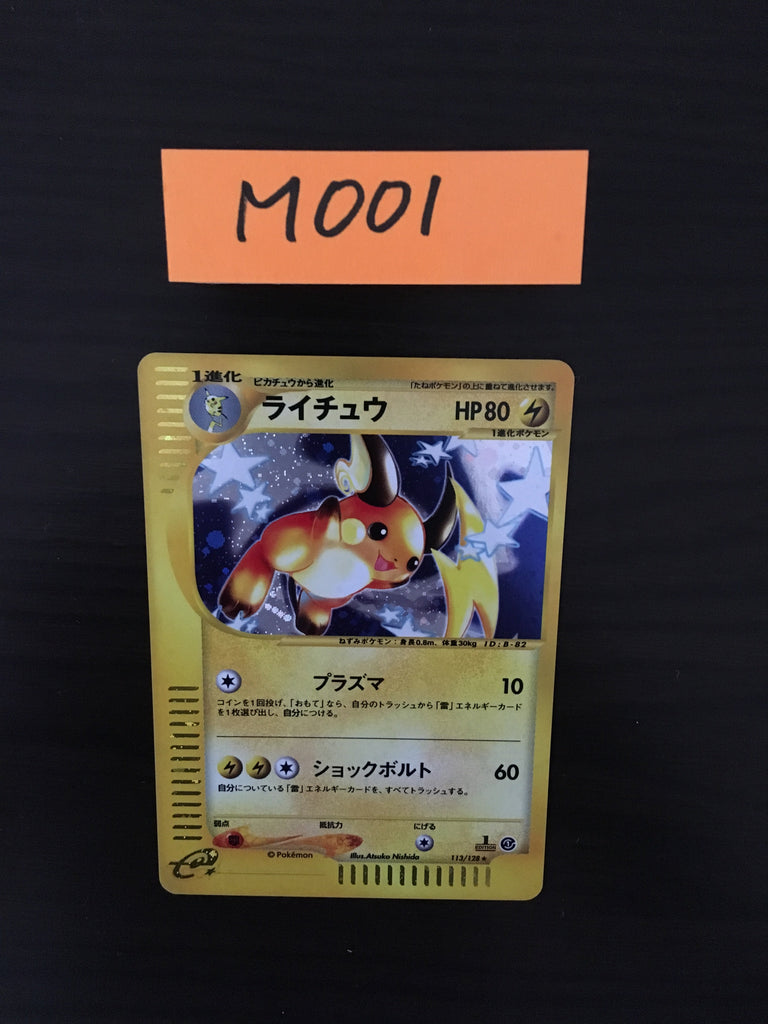 M001
1進化 ピカチュウから進化 「たねポケモン」の上に重ねて進化させます。
ライチュウ HP80
1進化ポケモン
ねずみポケモン：身長0.8m、体重30kg ID：B-82
プラズマ 10
コインを1回投げ、「おもて」なら、自分のトラッシュから「雷」エネルギーカード
を1枚選び出し、自分につける。
ショックボルト 60
自分についている「雷」エネルギーカードを、すべてトラッシュする。
弱点 抵抗力 にげる
1 EDITION
© Pokémon Illus.Atsuko Nishida 113/128 ★